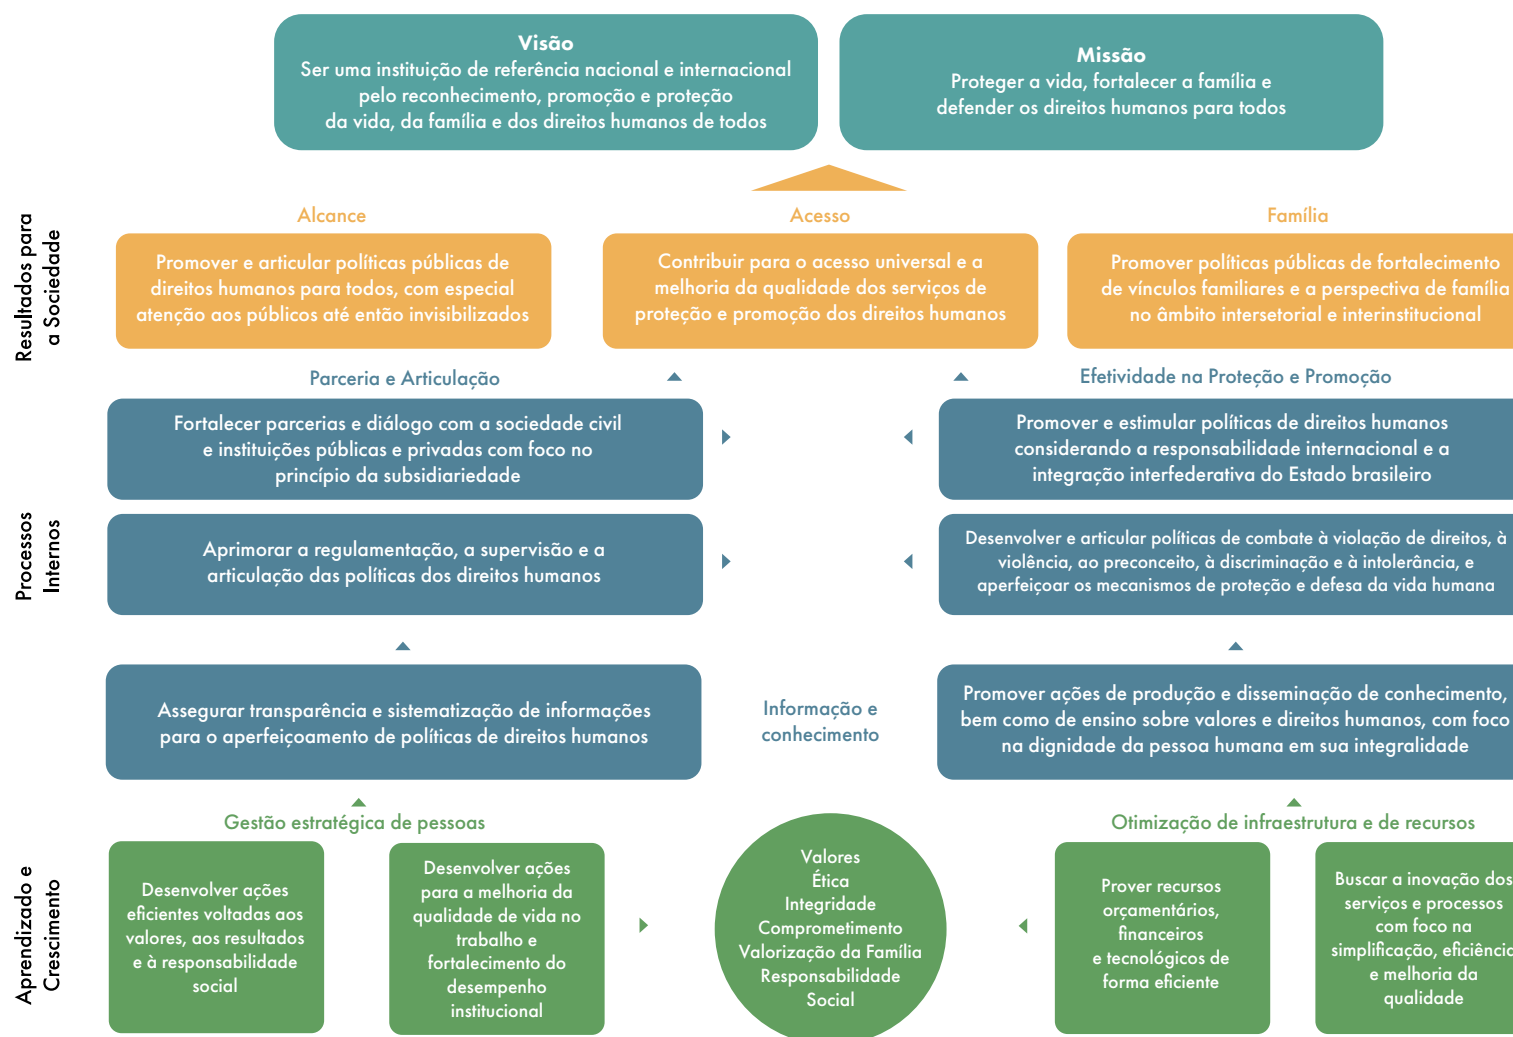 Visão
Ser uma instituição de referência nacional e internacional
pelo reconhecimento, promoção e proteção
da vida, da família e dos direitos humanos de todos
Missão
Proteger a vida, fortalecer a família e
defender os direitos humanos para todos
Resultados para
a Sociedade
Alcance
Promover e articular políticas públicas de
direitos humanos para todos, com especial
atenção aos públicos até então invisibilizados
Acesso
Contribuir para o acesso universal e a
melhoria da qualidade dos serviços de
proteção e promoção dos direitos humanos
Família
Promover políticas públicas de fortalecimento
de vínculos familiares e a perspectiva de família
no âmbito intersetorial e interinstitucional
Processos
Internos
Parceria e Articulação
Fortalecer parcerias e diálogo com a sociedade civil
e instituições públicas e privadas com foco no
princípio da subsidiariedade
Aprimorar a regulamentação, a supervisão e a
articulação das políticas dos direitos humanos
Efetividade na Proteção e Promoção
Promover e estimular políticas de direitos humanos
considerando a responsabilidade internacional e a
integração interfederativa do Estado brasileiro
Desenvolver e articular políticas de combate à violação de direitos, à
violência, ao preconceito, à discriminação e à intolerância, e
aperfeiçoar os mecanismos de proteção e defesa da vida humana
Assegurar transparência e sistematização de informações
para o aperfeiçoamento de políticas de direitos humanos
Informação e
conhecimento
Promover ações de produção e disseminação de conhecimento,
bem como de ensino sobre valores e direitos humanos, com foco
na dignidade da pessoa humana em sua integralidade
Aprendizado e
Crescimento
Gestão estratégica de pessoas
Desenvolver ações
eficientes voltadas aos
valores, aos resultados
e à responsabilidade
social
Desenvolver ações
para a melhoria da
qualidade de vida no
trabalho e
fortalecimento do
desempenho
institucional
Valores
Ética
Integridade
Comprometimento
Valorização da Família
Responsabilidade
Social
Otimização de infraestrutura e de recursos
Prover recursos
orçamentários,
financeiros
e tecnológicos de
forma eficiente
Buscar a inovação dos
serviços e processos
com foco na
simplificação, eficiência
e melhoria da
qualidade